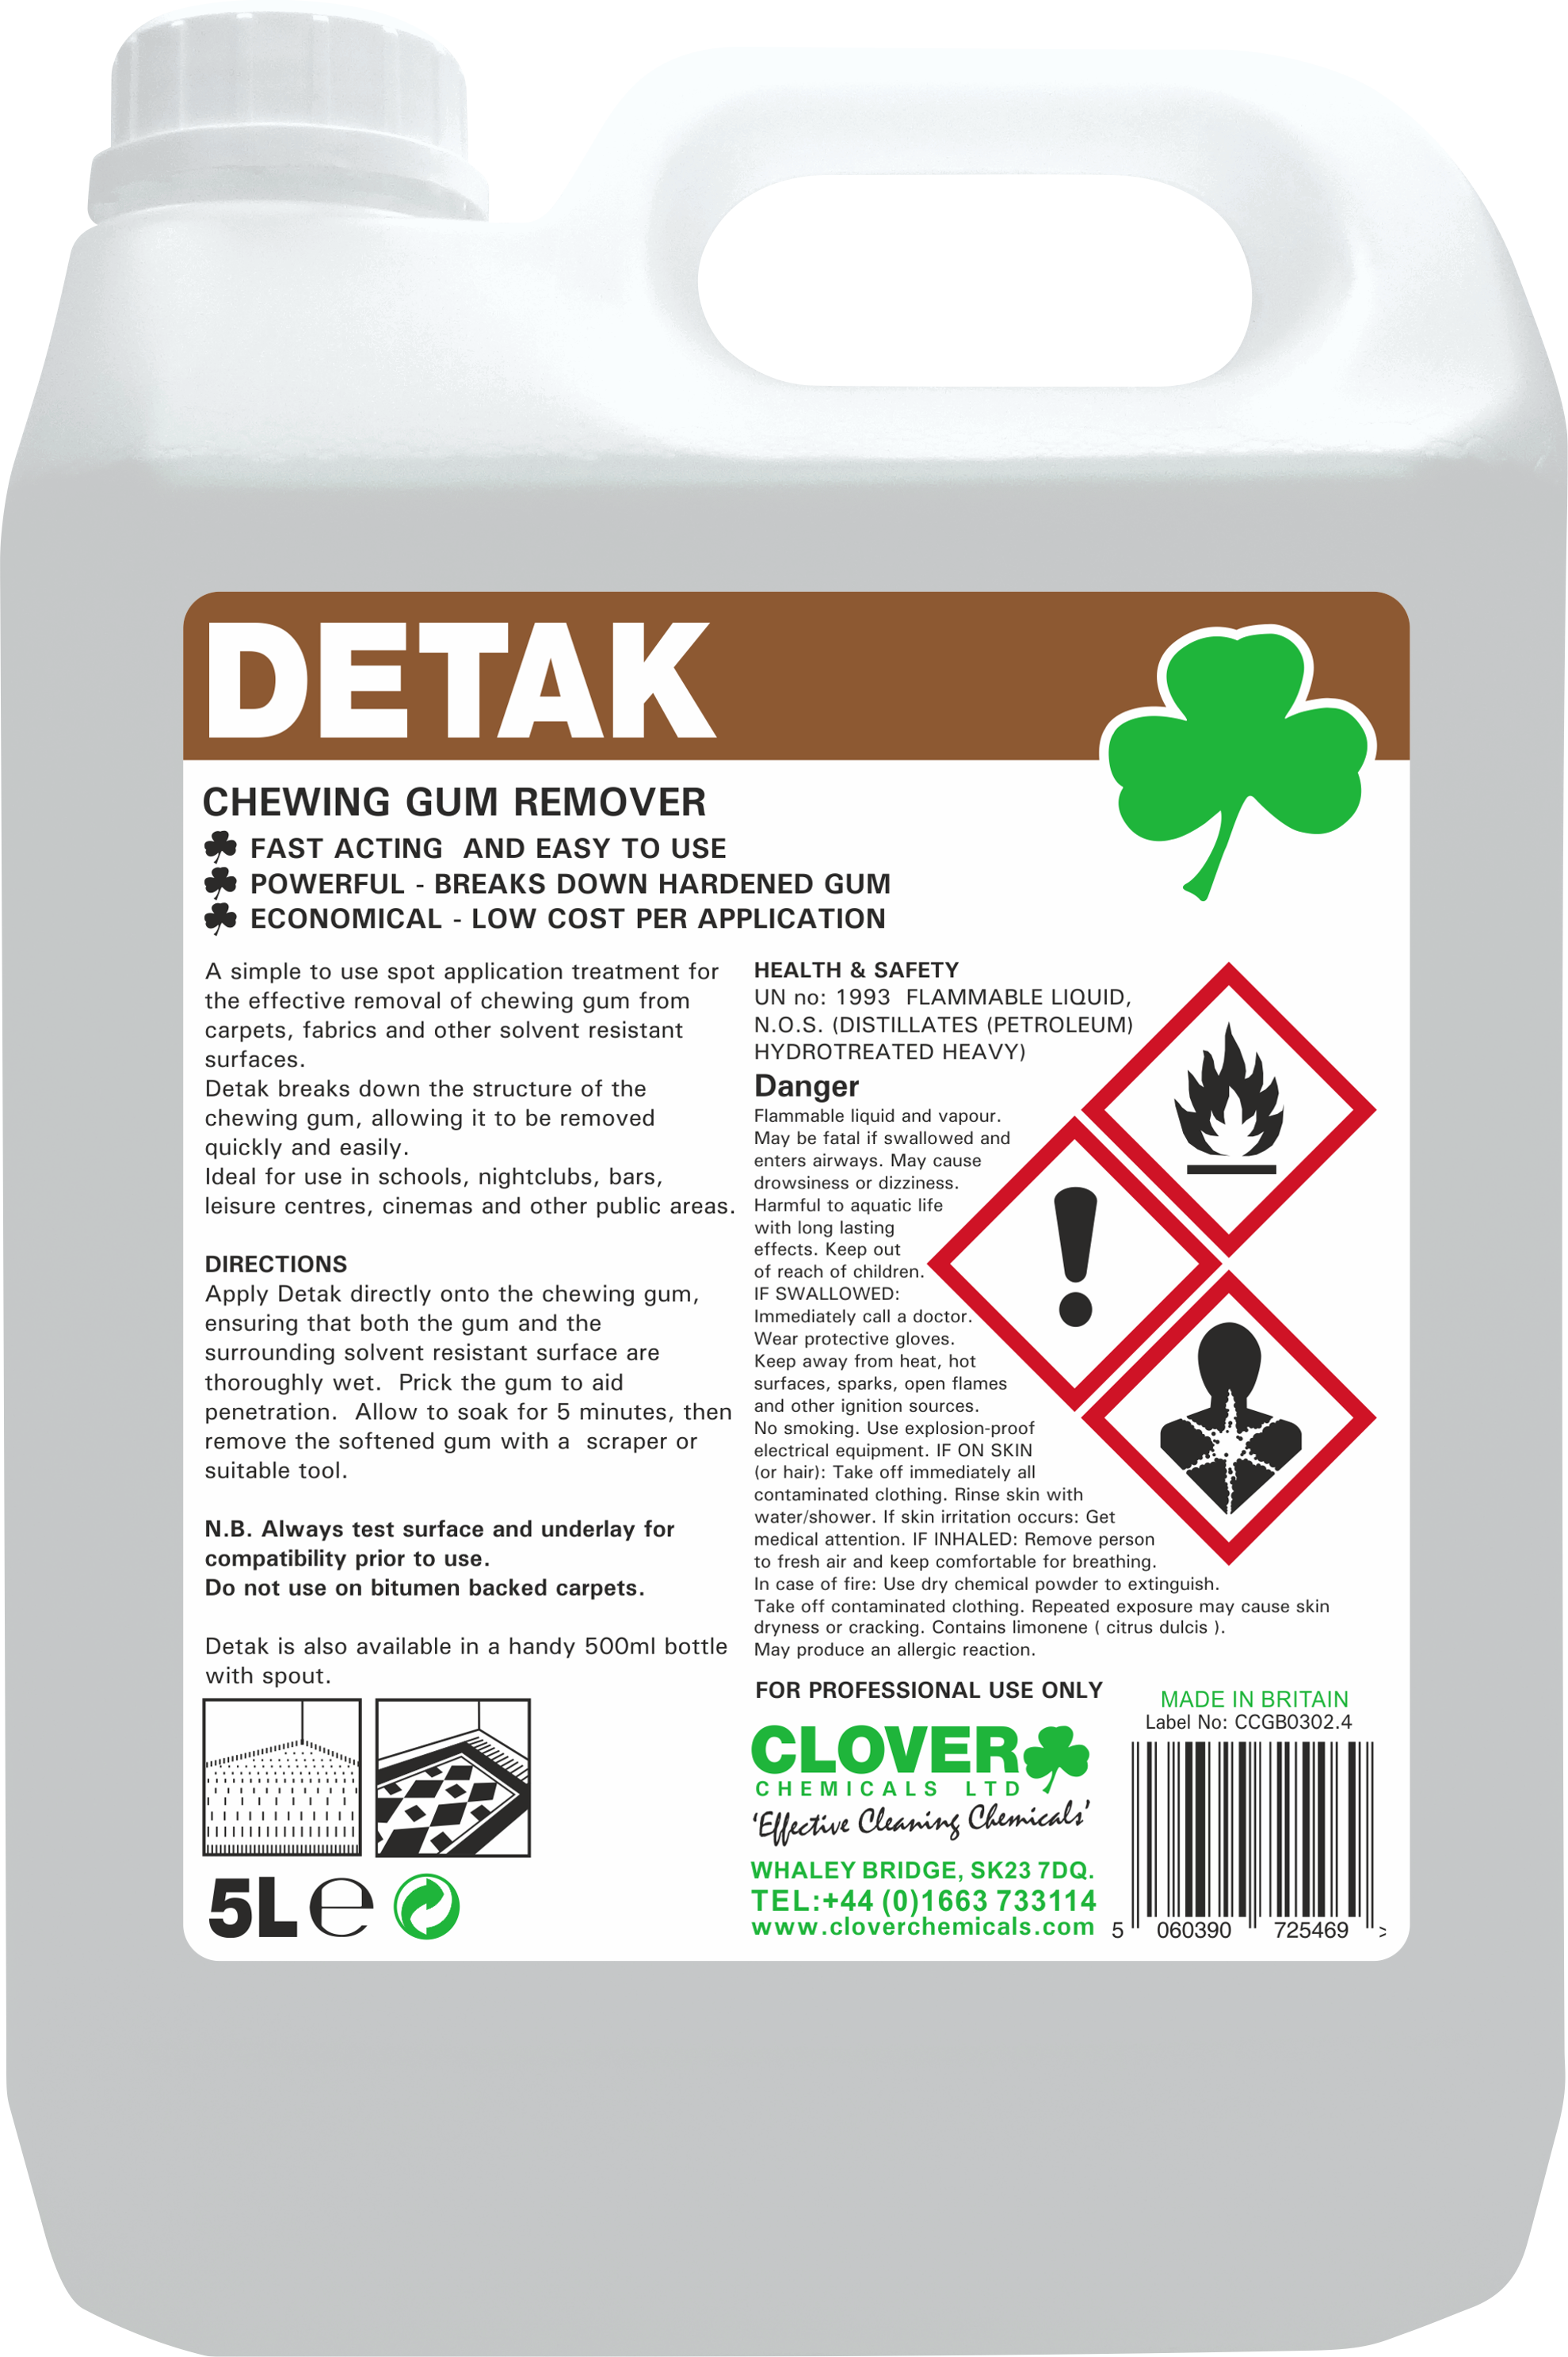 DETAK
CHEWING GUM REMOVER
FAST ACTING AND EASY TO USE
POWERFUL - BREAKS DOWN HARDENED GUM
ECONOMICAL - LOW COST PER APPLICATION
A simple to use spot application treatment for
the effective removal of chewing gum from
carpets, fabrics and other solvent resistant
surfaces.
Detak breaks down the structure of the
chewing gum, allowing it to be removed
quickly and easily.
Ideal for use in schools, nightclubs, bars,
leisure centres, cinemas and other public areas.
DIRECTIONS
Apply Detak directly onto the chewing gum,
ensuring that both the gum and the
surrounding solvent resistant surface are
thoroughly wet. Prick the gum to aid
penetration. Allow to soak for 5 minutes, then
remove the softened gum with a scraper or
suitable tool.
N.B. Always test surface and underlay for
compatibility prior to use.
Do not use on bitumen backed carpets.
Detak is also available in a handy 500ml bottle
with spout.
5L e
HEALTH & SAFETY
UN no: 1993 FLAMMABLE LIQUID,
N.O.S. (DISTILLATES (PETROLEUM)
HYDROTREATED HEAVY)
Danger
Flammable liquid and vapour.
May be fatal if swallowed and
enters airways. May cause
drowsiness or dizziness.
Harmful to aquatic life
with long lasting
effects. Keep out
of reach of children.
IF SWALLOWED:
Immediately call a doctor.
Wear protective gloves.
Keep away from heat, hot
surfaces, sparks, open flames
and other ignition sources.
No smoking. Use explosion-proof
electrical equipment. IF ON SKIN
(or hair): Take off immediately all
contaminated clothing. Rinse skin with
water/shower. If skin irritation occurs: Get
medical attention. IF INHALED: Remove person
to fresh air and keep comfortable for breathing.
In case of fire: Use dry chemical powder to extinguish.
Take off contaminated clothing. Repeated exposure may cause skin
dryness or cracking. Contains limonene ( citrus dulcis ).
May produce an allergic reaction.
FOR PROFESSIONAL USE ONLY
CLOVER
CHEMICALS LTD
'Effective Cleaning Chemicals'
WHALEY BRIDGE, SK23 7DQ.
TEL:+44 (0)1663 733114
www.cloverchemicals.com
MADE IN BRITAIN
Label No: CCGB0302.4
5 060390 725469 >